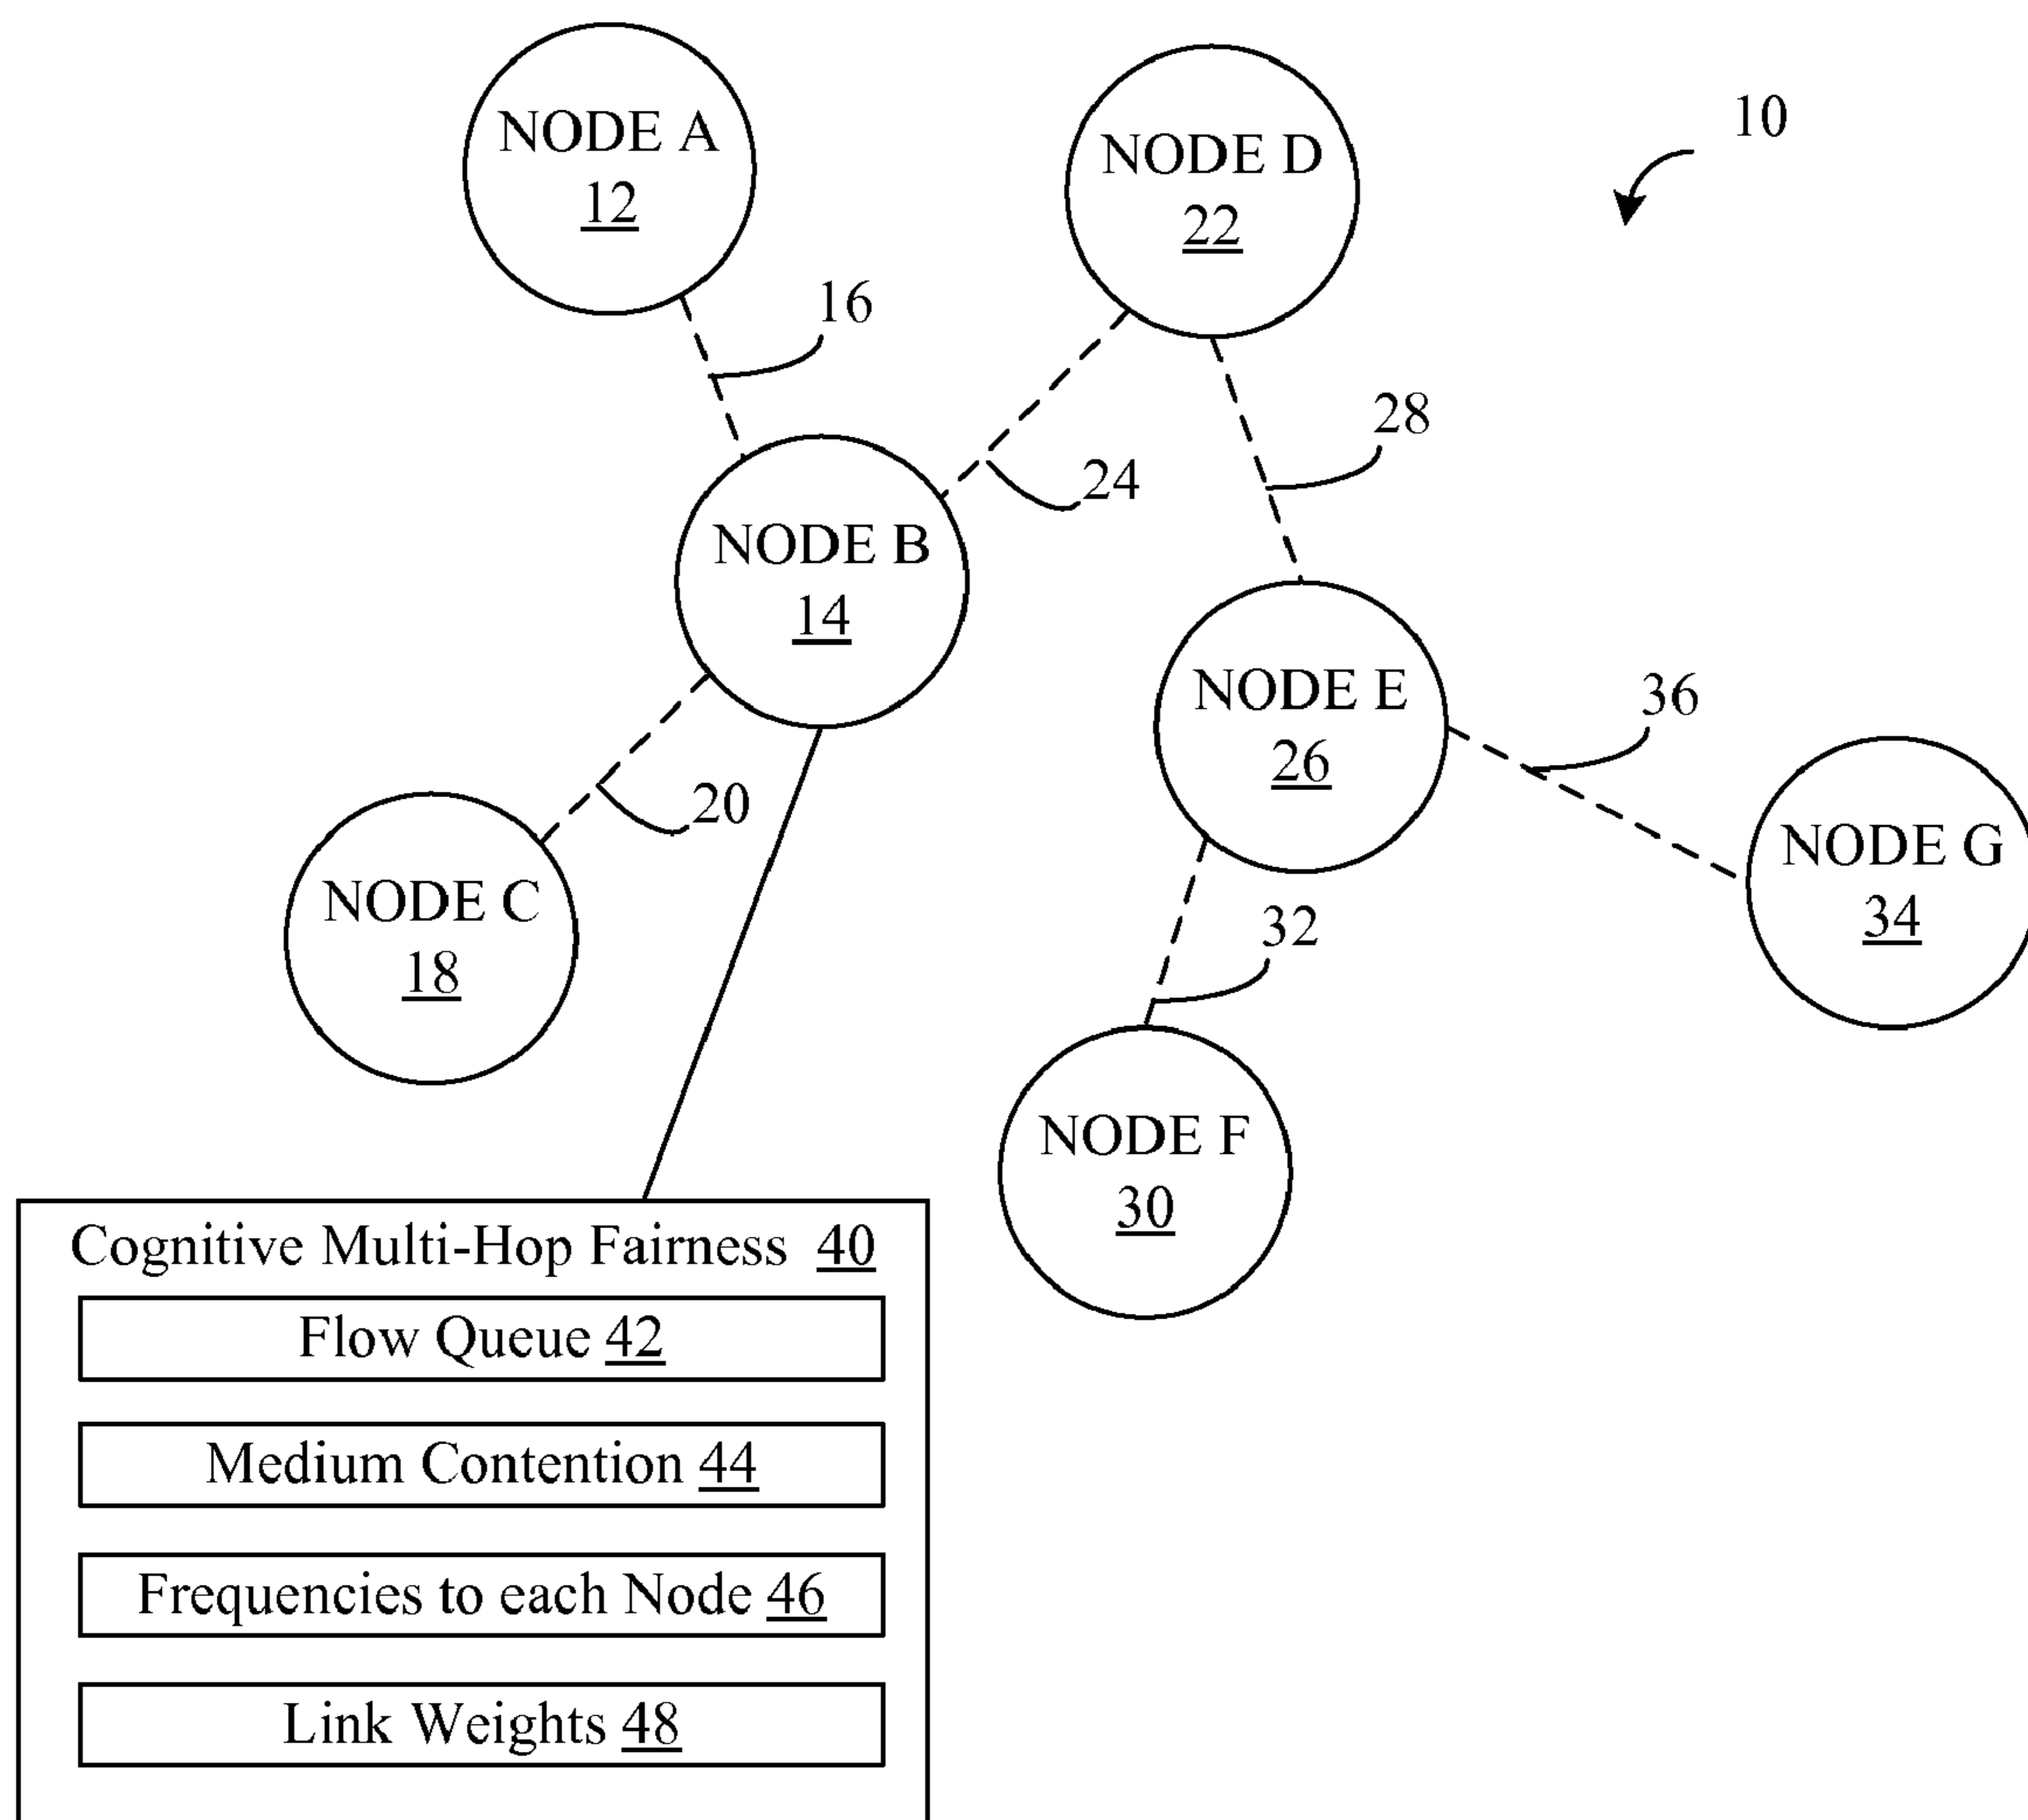 NODE A
12
NODE D
22
10
16
28
24
NODE B
14
NODE E
26
36
20
NODE G
34
NODE C
18
32
NODE F
30
Cognitive Multi-Hop Fairness 40
Flow Queue 42
Medium Contention 44
Frequencies to each Node 46
Link Weights 48